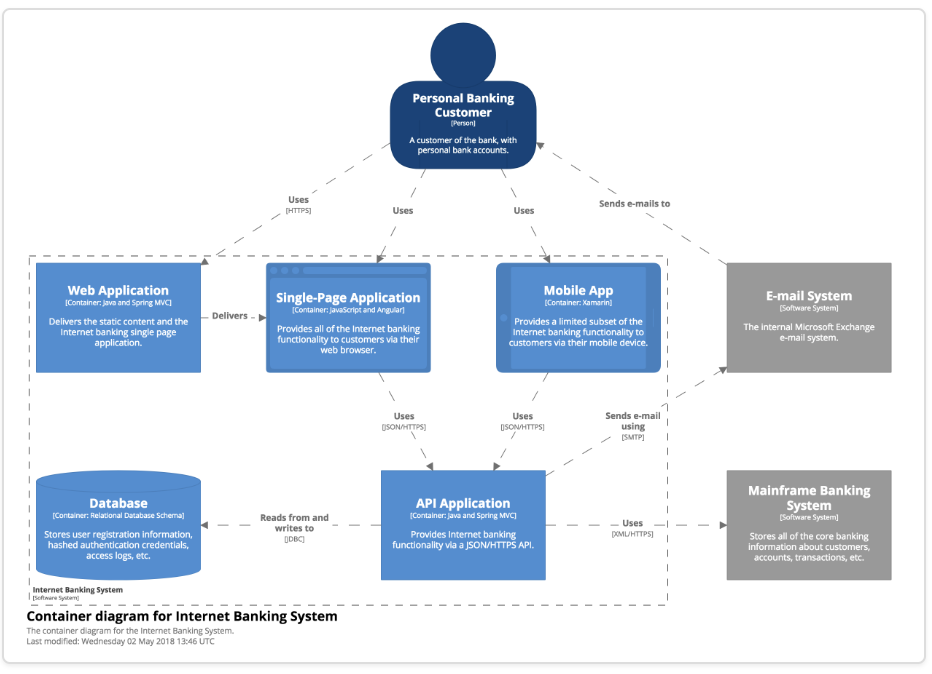 Personal Banking
Customer
[Person]
A customer of the bank, with
personal bank accounts.
Uses
[HTTPS]
Uses
Uses
Sends e-mails to
Web Application
[Container: Java and Spring MVC]
Delivers the static content and the
Internet banking single page
application.
Delivers
Single-Page Application
[Container: JavaScript and Angular]
Provides all of the Internet banking
functionality to customers via their
web browser.
Mobile App
[Container: Xamarin]
Provides a limited subset of the
Internet banking functionality to
customers via their mobile device.
E-mail System
[Software System]
The internal Microsoft Exchange
e-mail system.
Uses
[JSON/HTTPS]
Uses
[JSON/HTTPS]
Sends e-mail
using
[SMTP]
Database
[Container: Relational Database Schema]
Stores user registration information,
hashed authentication credentials,
access logs, etc.
Reads from and
writes to
[JDBC]
API Application
[Container: Java and Spring MVC]
Provides Internet banking
functionality via a JSON/HTTPS API.
Uses
[XML/HTTPS]
Mainframe Banking
System
[Software System]
Stores all of the core banking
information about customers,
accounts, transactions, etc.
Internet Banking System
[Software System]
Container diagram for Internet Banking System
The container diagram for the Internet Banking System.
Last modified: Wednesday 02 May 2018 13:46 UTC